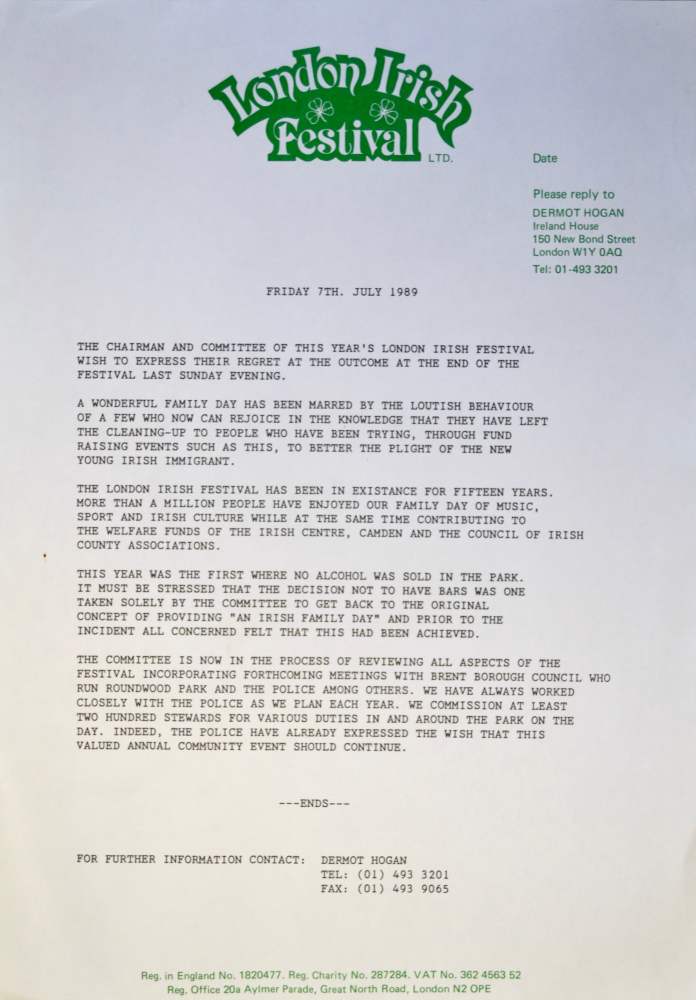 London Irish
Festival
LTD.
Date
Please reply to
DERMOT HOGAN
Ireland House
150 New Bond Street
London W1Y 0AQ
Tel: 01-493 3201
FRIDAY 7TH. JULY 1989
THE CHAIRMAN AND COMMITTEE OF THIS YEAR'S LONDON IRISH FESTIVAL
WISH TO EXPRESS THEIR REGRET AT THE OUTCOME AT THE END OF THE
FESTIVAL LAST SUNDAY EVENING.
A WONDERFUL FAMILY DAY HAS BEEN MARRED BY THE LOUTISH BEHAVIOUR
OF A FEW WHO NOW CAN REJOICE IN THE KNOWLEDGE THAT THEY HAVE LEFT
THE CLEANING-UP TO PEOPLE WHO HAVE BEEN TRYING, THROUGH FUND
RAISING EVENTS SUCH AS THIS, TO BETTER THE PLIGHT OF THE NEW
YOUNG IRISH IMMIGRANT.
THE LONDON IRISH FESTIVAL HAS BEEN IN EXISTANCE FOR FIFTEEN YEARS.
MORE THAN A MILLION PEOPLE HAVE ENJOYED OUR FAMILY DAY OF MUSIC,
SPORT AND IRISH CULTURE WHILE AT THE SAME TIME CONTRIBUTING TO
THE WELFARE FUNDS OF THE IRISH CENTRE, CAMDEN AND THE COUNCIL OF IRISH
COUNTY ASSOCIATIONS.
THIS YEAR WAS THE FIRST WHERE NO ALCOHOL WAS SOLD IN THE PARK.
IT MUST BE STRESSED THAT THE DECISION NOT TO HAVE BARS WAS ONE
TAKEN SOLELY BY THE COMMITTEE TO GET BACK TO THE ORIGINAL
CONCEPT OF PROVIDING "AN IRISH FAMILY DAY" AND PRIOR TO THE
INCIDENT ALL CONCERNED FELT THAT THIS HAD BEEN ACHIEVED.
THE COMMITTEE IS NOW IN THE PROCESS OF REVIEWING ALL ASPECTS OF THE
FESTIVAL INCORPORATING FORTHCOMING MEETINGS WITH BRENT BOROUGH COUNCIL WHO
RUN ROUNDWOOD PARK AND THE POLICE AMONG OTHERS. WE HAVE ALWAYS WORKED
CLOSELY WITH THE POLICE AS WE PLAN EACH YEAR. WE COMMISSION AT LEAST
TWO HUNDRED STEWARDS FOR VARIOUS DUTIES IN AND AROUND THE PARK ON THE
DAY. INDEED, THE POLICE HAVE ALREADY EXPRESSED THE WISH THAT THIS
VALUED ANNUAL COMMUNITY EVENT SHOULD CONTINUE.
---ENDS---
FOR FURTHER INFORMATION CONTACT: DERMOT HOGAN
TEL: (01) 493 3201
FAX: (01) 493 9065
Reg. in England No. 1820477. Reg. Charity No. 287284. VAT No. 362 4563 52
Reg. Office 20a Aylmer Parade, Great North Road, London N2 OPE